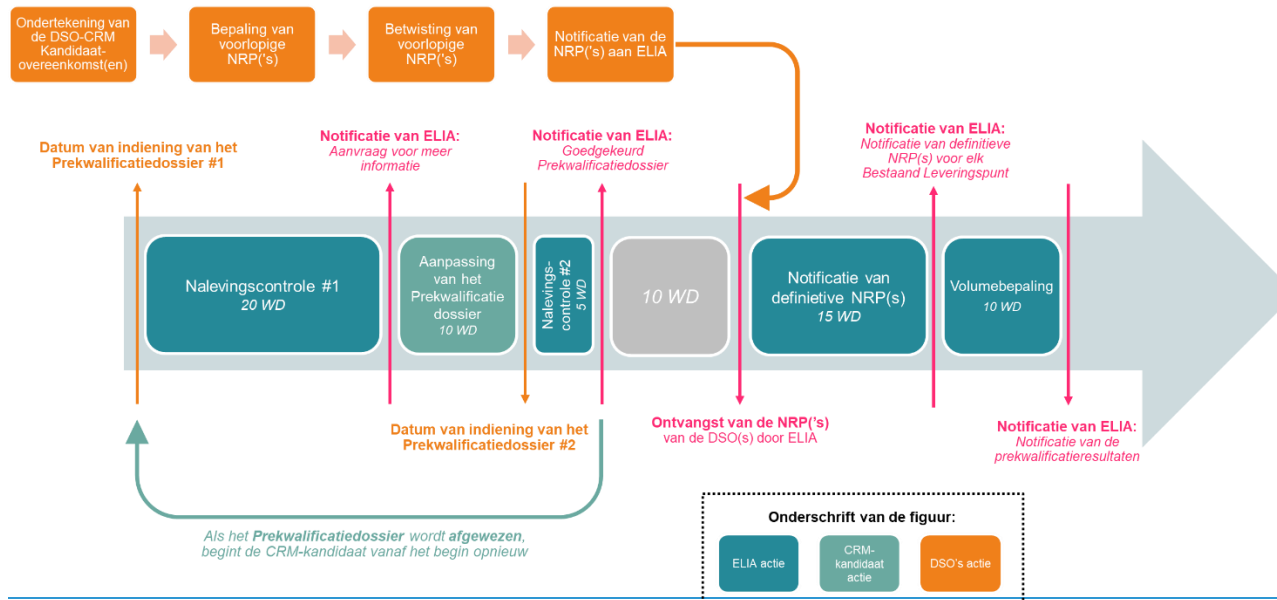 Ondertekening van
de DSO-CRM
Kandidaat-
overeenkomst(en)
Bepaling van
voorlopige
NRP('s)
Betwisting van
voorlopige
NRP('s)
Notificatie van de
NRP('s) aan ELIA
Datum van indiening van het
Prekwalificatiedossier #1
Notificatie van ELIA:
Aanvraag voor meer
informatie
Notificatie van ELIA:
Goedgekeurd
Prekwalificatiedossier
Notificatie van ELIA:
Notificatie van definitieve
NRP(s) voor elk
Bestaand Leveringspunt
Nalevingscontrole #1
20 WD
Aanpassing
van het
Prekwalificatie
dossier
10 WD
Nalevings-
controle #2
5 WD
10 WD
Notificatie van
definietive NRP(s)
15 WD
Volumebepaling
10 WD
Datum van indiening van het
Prekwalificatiedossier #2
Ontvangst van de NRP('s)
van de DSO(s) door ELIA
Notificatie van ELIA:
Notificatie van de
prekwalificatieresultaten
Als het Prekwalificatiedossier wordt afgewezen,
begint de CRM-kandidaat vanaf het begin opnieuw
Onderschrift van de figuur:
ELIA actie
CRM-
kandidaat
actie
DSO's actie